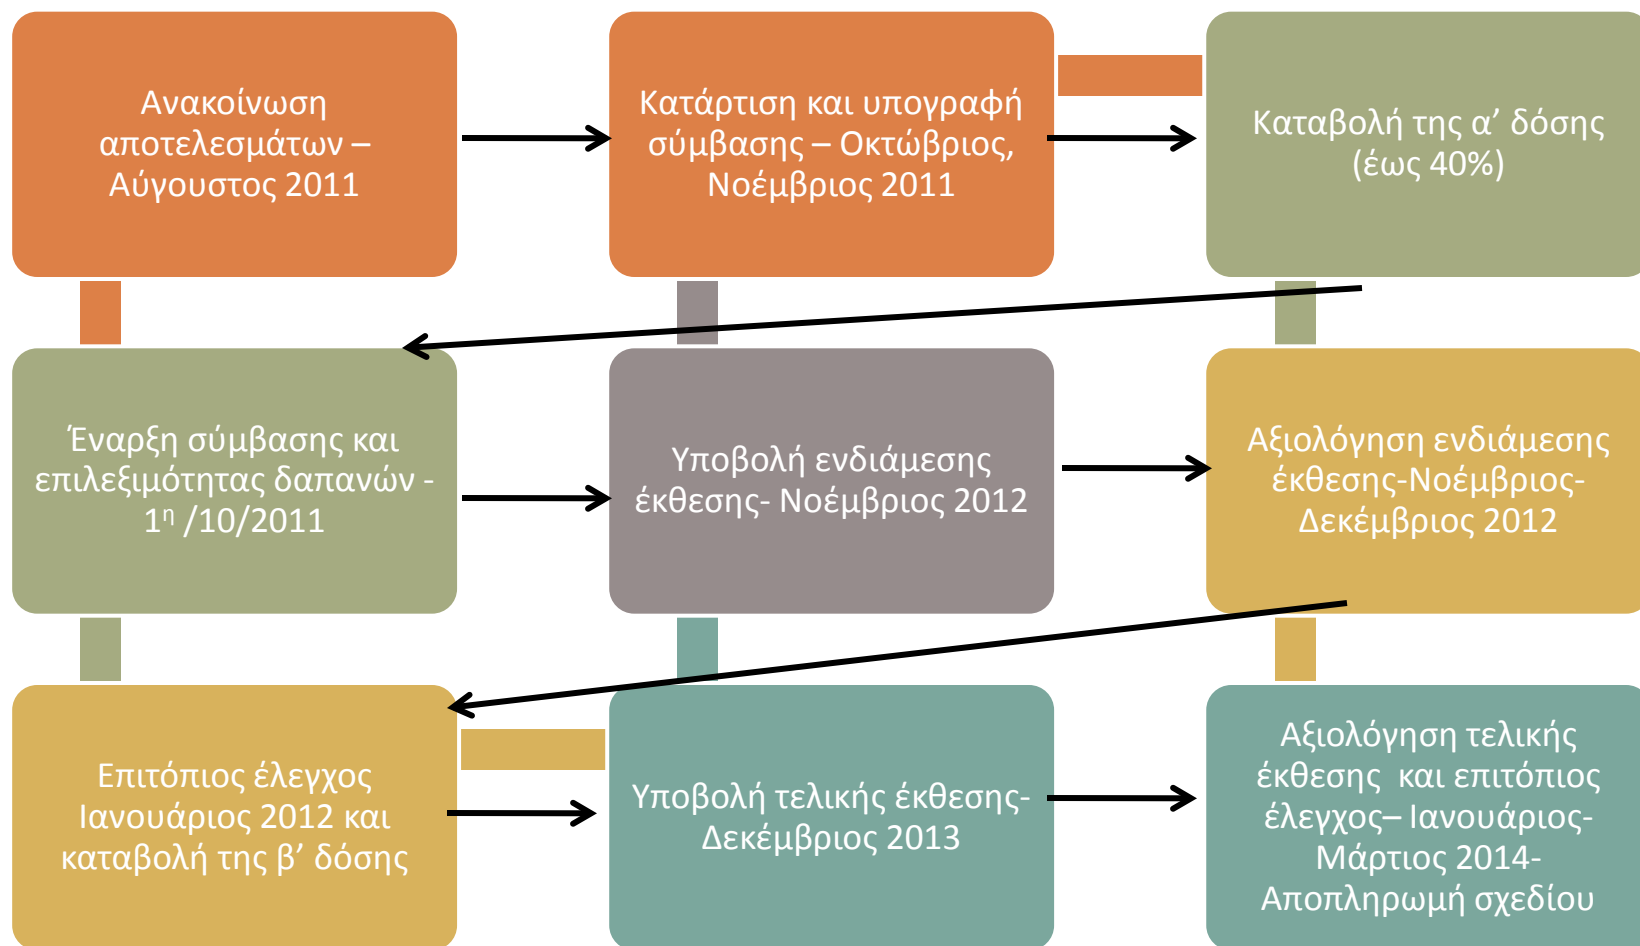 Ανακοίνωση
αποτελεσμάτων –
Αύγουστος 2011
Κατάρτιση και υπογραφή
σύμβασης – Οκτώβριος,
Νοέμβριος 2011
Καταβολή της α’ δόσης
(έως 40%)
Έναρξη σύμβασης και
επιλεξιμότητας δαπανών -
1η /10/2011
Υποβολή ενδιάμεσης
έκθεσης- Νοέμβριος 2012
Αξιολόγηση ενδιάμεσης
έκθεσης-Νοέμβριος-
Δεκέμβριος 2012
Επιτόπιος έλεγχος
Ιανουάριος 2012 και
καταβολή της β’ δόσης
Υποβολή τελικής έκθεσης-
Δεκέμβριος 2013
Αξιολόγηση τελικής
έκθεσης  και επιτόπιος
έλεγχος– Ιανουάριος-
Μάρτιος 2014-
Αποπληρωμή σχεδίου